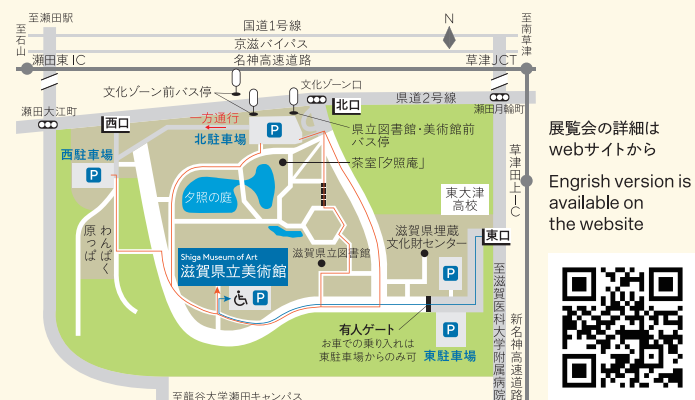 至瀬田駅
至石山
国道1号線
京滋バイパス
名神高速道路
瀬田東IC
草津JCT
N
至南草津
文化ゾーン前バス停
文化ゾーン口
県道2号線
瀬田大江町
瀬田月輪町
西口
一方通行
北口
北駐車場
P
県立図書館・美術館前
バス停
西駐車場
P
茶室「夕照庵」
草津田上IC
夕照の庭
東大津
高校
わんぱく
原っぱ
Shiga Museum of Art
滋賀県立美術館
滋賀県立図書館
滋賀県埋蔵
文化財センター
東口
P
P
有人ゲート
お車での乗り入れは
東駐車場からのみ可
P
東駐車場
至滋賀医科大学附属病院
新名神高速道路
至龍谷大学瀬田キャンパス
展覧会の詳細は
webサイトから
Engrish version is
available on
the website